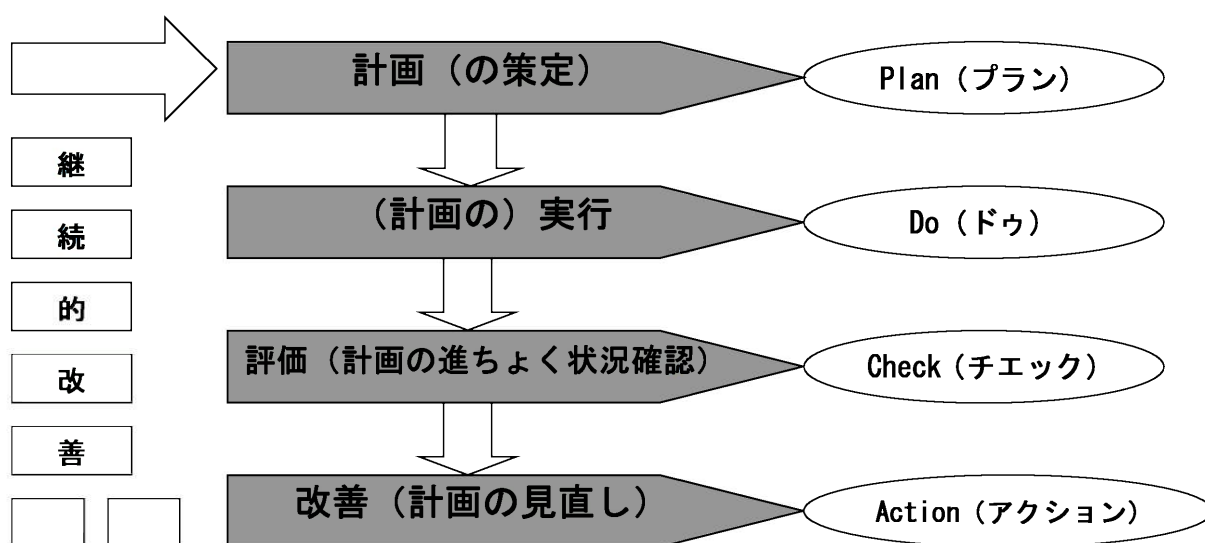 計画（の策定）
Plan（プラン）
継
続
的
改
善
（計画の）実行
Do（ドゥ）
評価（計画の進ちょく状況確認）
Check（チエック）
改善（計画の見直し）
Action（アクション）